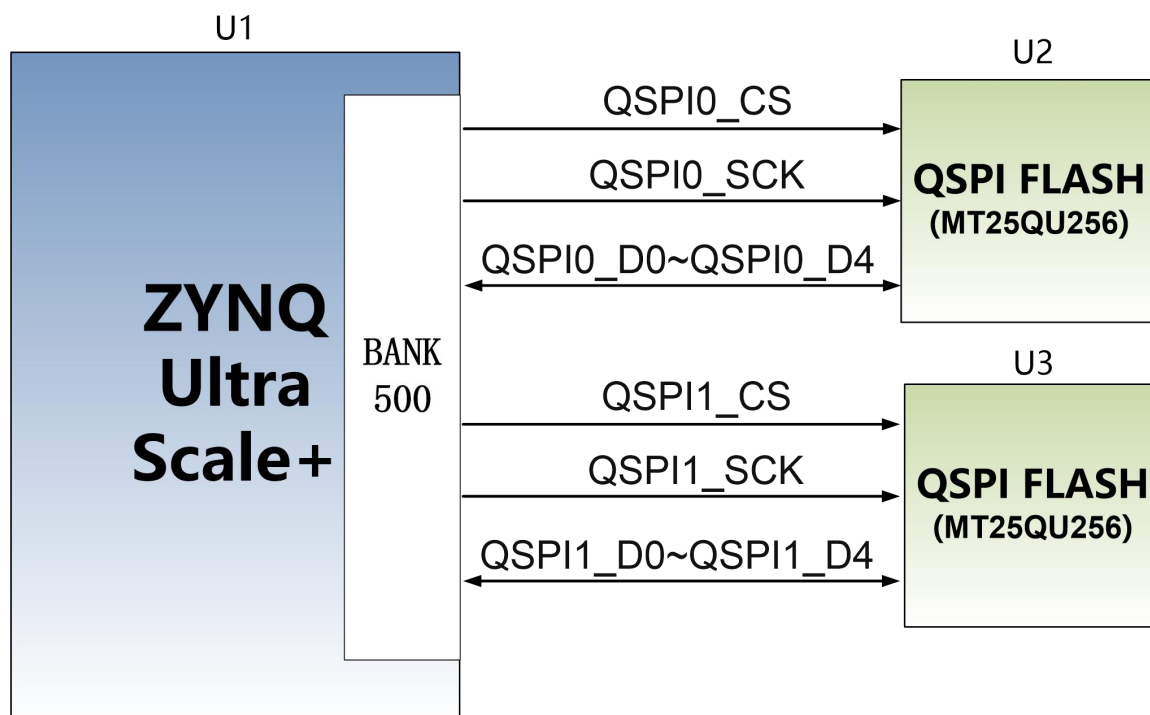 U1
ZYNQ
Ultra
Scale+
BANK
500
QSPI0_CS
QSPI0_SCK
QSPI0_D0~QSPI0_D4
QSPI1_CS
QSPI1_SCK
QSPI1_D0~QSPI1_D4
U2
QSPI FLASH
(MT25QU256)
U3
QSPI FLASH
(MT25QU256)